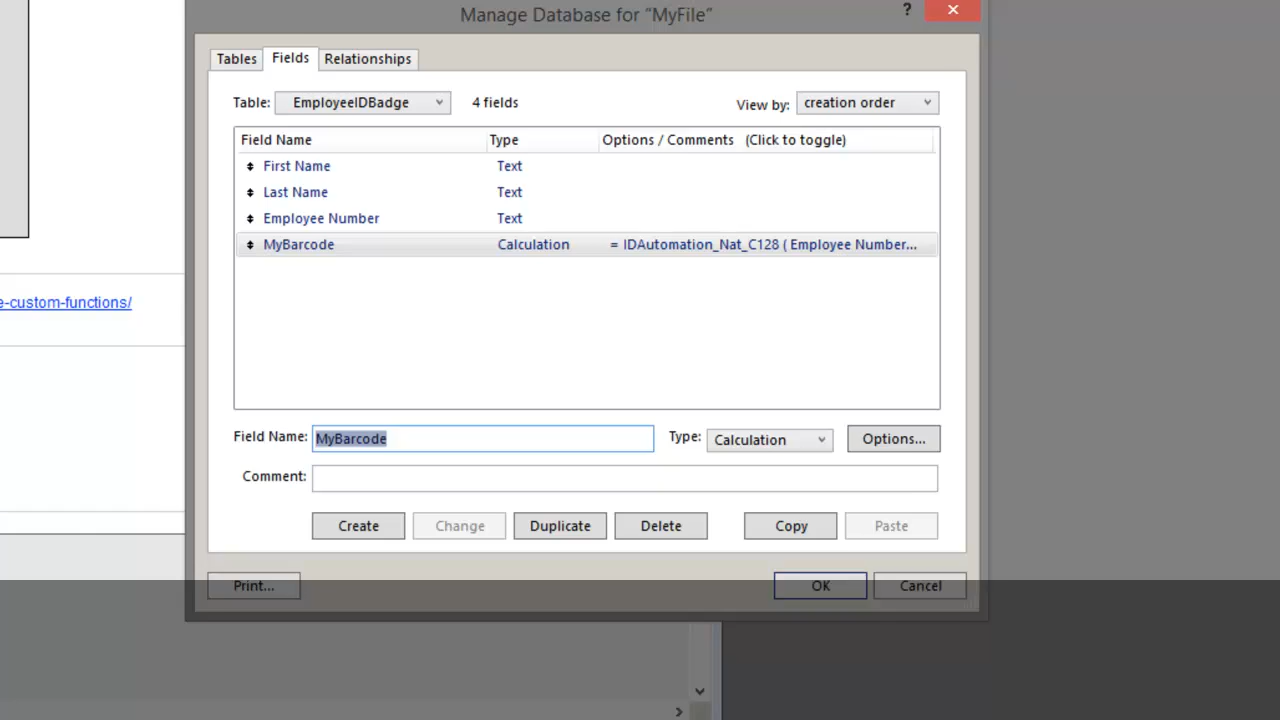 Manage Database for “MyFile”
?
Tables Fields Relationships
Table: EmployeeIDBadge 4 fields View by: creation order
Field Name Type Options / Comments (Click to toggle)
First Name Text
Last Name Text
Employee Number Text
MyBarcode Calculation = IDAutomation_Nat_C128 ( Employee Number...
e-custom-functions/
Field Name: MyBarcode Type: Calculation Options...
Comment:
Create Change Duplicate Delete Copy Paste
Print... OK Cancel